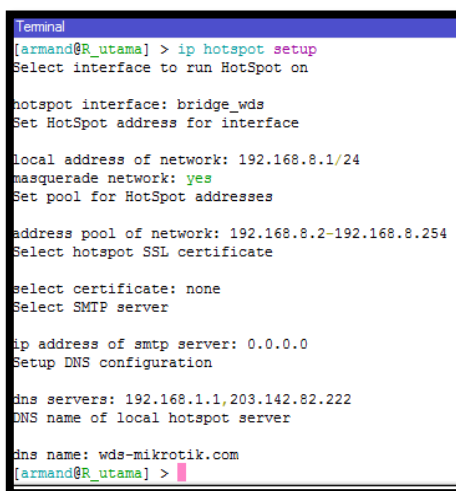 Terminal
[armand@R_utama] > ip hotspot setup
Select interface to run HotSpot on
hotspot interface: bridge_wds
Set HotSpot address for interface
local address of network: 192.168.8.1/24
masquerade network: yes
Set pool for HotSpot addresses
address pool of network: 192.168.8.2-192.168.8.254
Select hotspot SSL certificate
select certificate: none
Select SMTP server
ip address of smtp server: 0.0.0.0
Setup DNS configuration
dns servers: 192.168.1.1,203.142.82.222
DNS name of local hotspot server
dns name: wds-mikrotik.com
[armand@R_utama] >